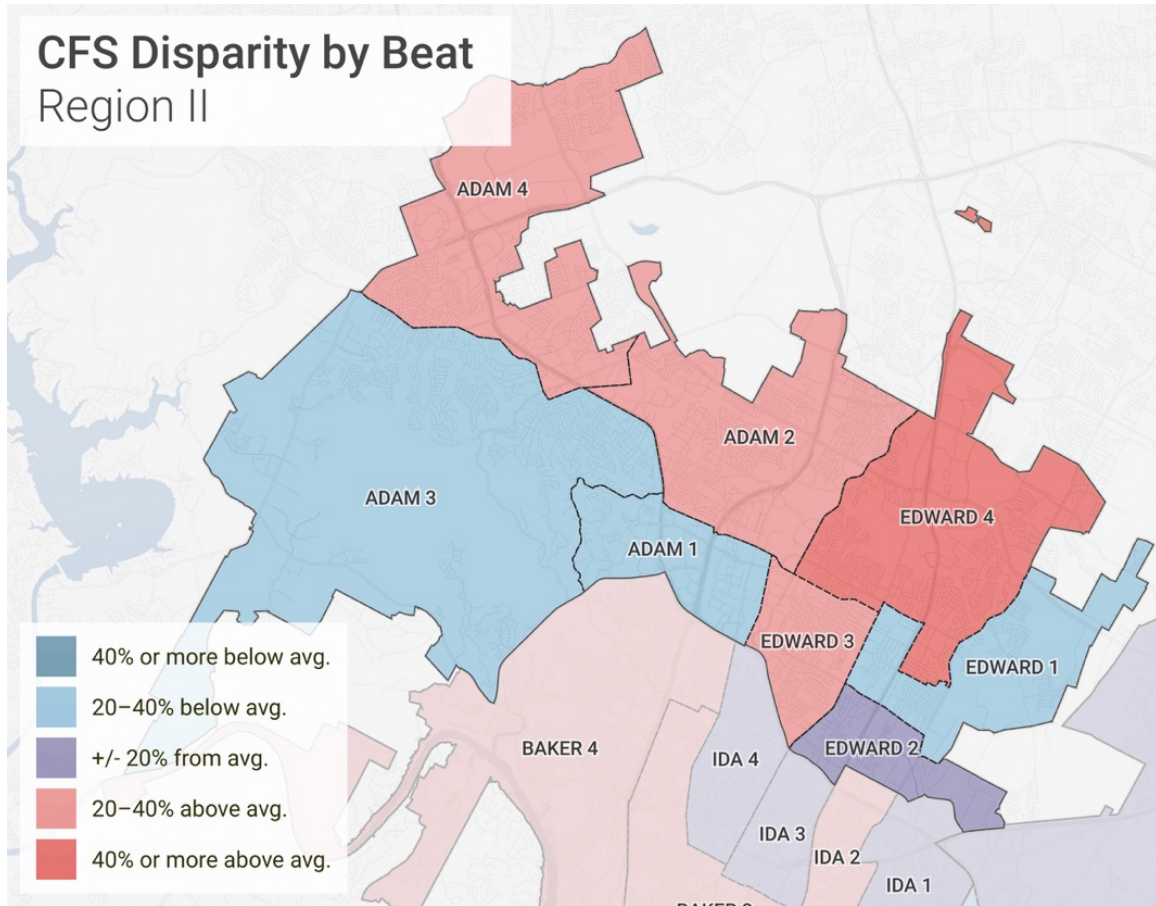 CFS Disparity by Beat
Region II
ADAM 4
ADAM 2
ADAM 3
EDWARD 4
ADAM 1
EDWARD 3
EDWARD 1
BAKER 4
EDWARD 2
IDA 4
IDA 3
IDA 2
IDA 1
40% or more below avg.
20–40% below avg.
+/- 20% from avg.
20–40% above avg.
40% or more above avg.